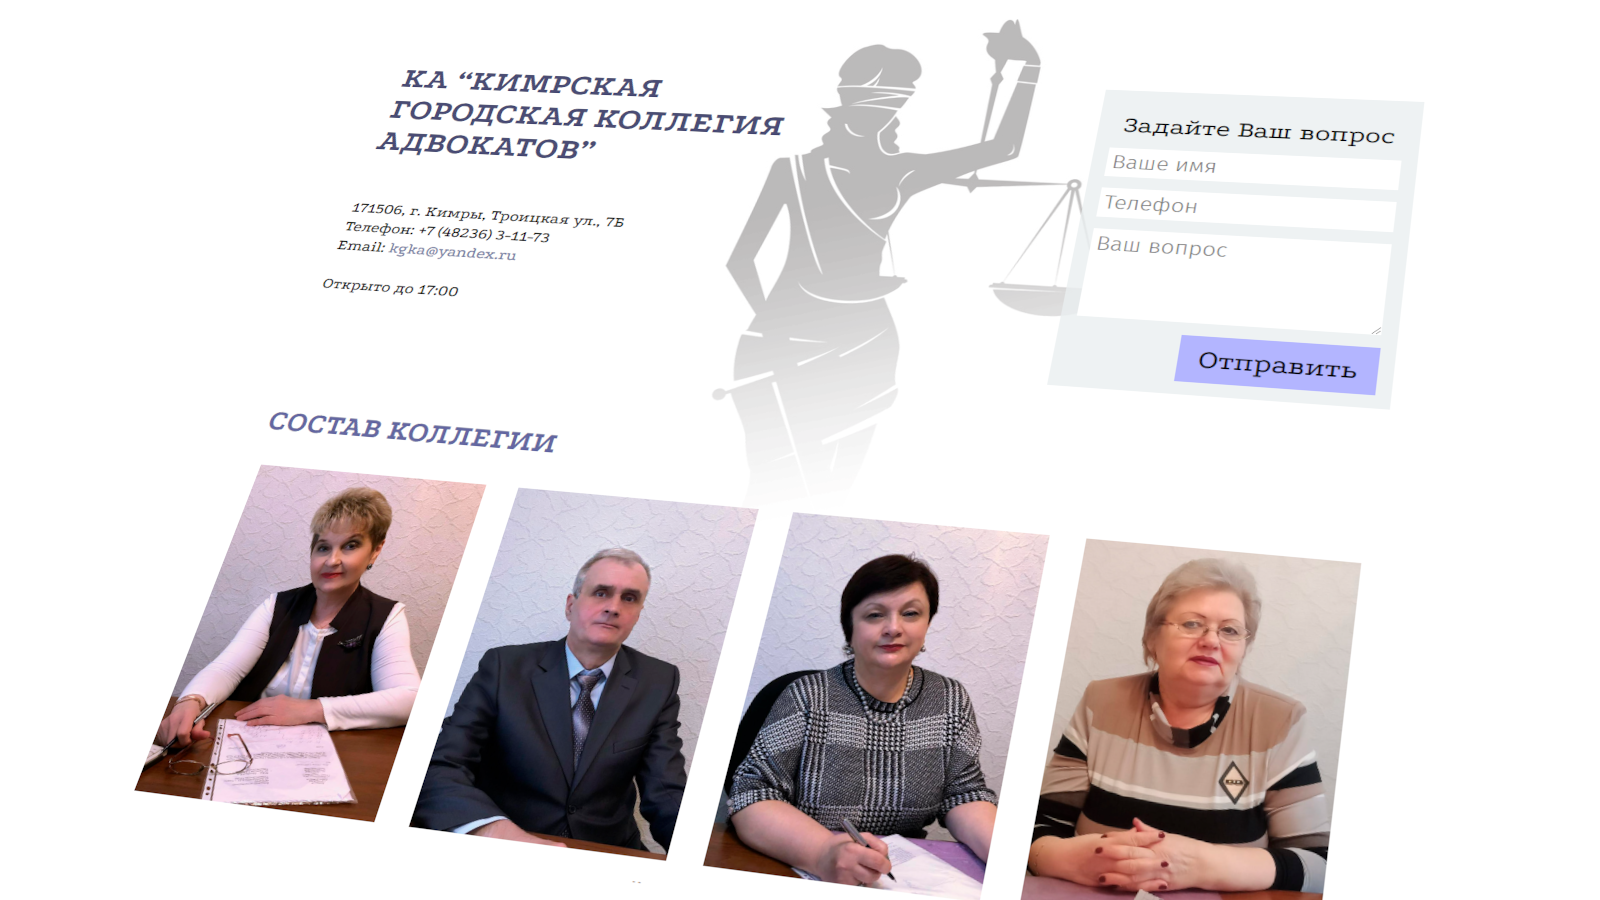 КА “КИМРСКАЯ
ГОРОДСКАЯ КОЛЛЕГИЯ
АДВОКАТОВ”
171506, г. Кимры, Троицкая ул., 7Б
Телефон: +7 (48236) 3-11-73
Email: kgka@yandex.ru
Открыто до 17:00
Задайте Ваш вопрос
Ваше имя
Телефон
Ваш вопрос
Отправить
СОСТАВ КОЛЛЕГИИ